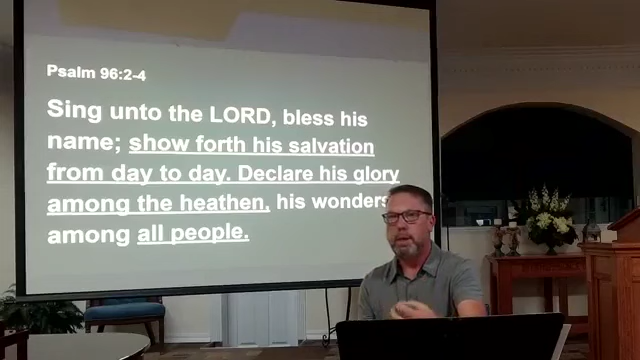 Psalm 96:2-4
Sing unto the LORD, bless his
name; show forth his salvation
from day to day. Declare his glory
among the heathen, his wonders
among all people.